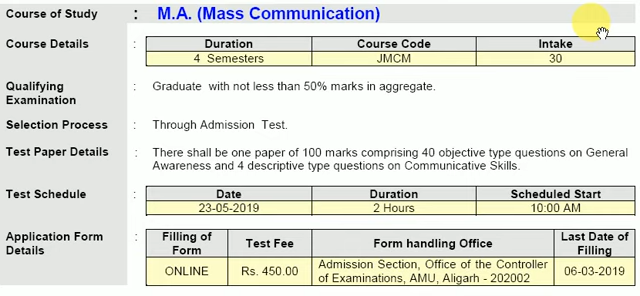 Course of Study : M.A. (Mass Communication)
Course Details : Duration Course Code Intake
4 Semesters JMCM 30
Qualifying Examination : Graduate with not less than 50% marks in aggregate.
Selection Process : Through Admission Test.
Test Paper Details : There shall be one paper of 100 marks comprising 40 objective type questions on General
Awareness and 4 descriptive type questions on Communicative Skills.
Test Schedule : Date Duration Scheduled Start
23-05-2019 2 Hours 10:00 AM
Application Form Details : Filling of Form Test Fee Form handling Office Last Date of Filling
ONLINE Rs. 450.00 Admission Section, Office of the Controller
of Examinations, AMU, Aligarh - 202002 06-03-2019